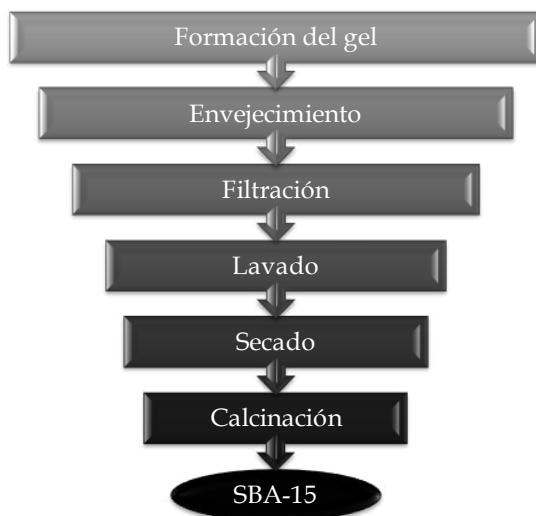 Formación del gel
Envejecimiento
Filtración
Lavado
Secado
Calcinación
SBA-15